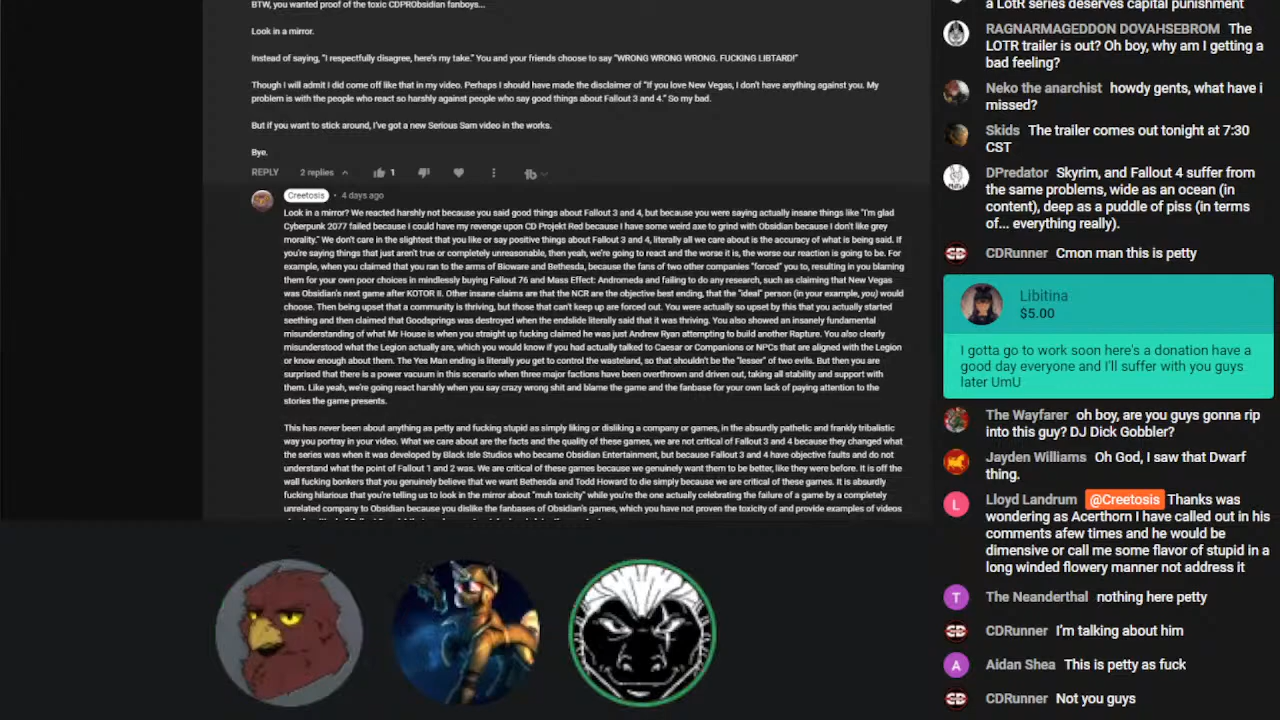 BTW, you wanted proof of the toxic CDPRObsidian fanboys...
Look in a mirror.
Instead of saying, "I respectfully disagree, here's my take." You and your friends choose to say "WRONG WRONG WRONG. FUCKING LIBTARD!"
Though I will admit I did come off like that in my video. Perhaps I should have made the disclaimer of "If you love New Vegas, I don't have anything against you. My
problem is with the people who react so harshly against people who say good things about Fallout 3 and 4." So my bad.
But if you want to stick around, I've got a new Serious Sam video in the works.
Bye.
REPLY 2 replies 1
Creetosis • 4 days ago
Look in a mirror? We reacted harshly not because you said good things about Fallout 3 and 4, but because you were saying actually insane things like "I'm glad
Cyberpunk 2077 failed because I could have my revenge upon CD Projekt Red because I have some weird axe to grind with Obsidian because I don't like grey
morality." We don't care in the slightest that you like or say positive things about Fallout 3 and 4, literally all we care about is the accuracy of what is being said. If
you're saying things that just aren't true or completely unreasonable, then yeah, we're going to react and the worse it is, the worse our reaction is going to be. For
example, when you claimed that you ran to the arms of Bioware and Bethesda, because the fans of two other companies "forced" you to, resulting in you blaming
them for your own poor choices in mindlessly buying Fallout 76 and Mass Effect: Andromeda and failing to do any research, such as claiming that New Vegas
was Obsidian's next game after KOTOR II. Other insane claims are that the NCR are the objective best ending, that the "ideal" person (in your example, you) would
choose. Then being upset that a community is thriving, but those that can't keep up are forced out. You were actually so upset by this that you actually started
seething and then claimed that Goodsprings was destroyed when the endslide literally said that it was thriving. You also showed an insanely fundamental
misunderstanding of what Mr House is when you straight up fucking claimed he was just Andrew Ryan attempting to build another Rapture. You also clearly
misunderstood what the Legion actually are, which you would know if you had actually talked to Caesar or Companions or NPCs that are aligned with the Legion
or know enough about them. The Yes Man ending is literally you get to control the wasteland, so that shouldn't be the "lesser" of two evils. But then you are
surprised that there is a power vacuum in this scenario when three major factions have been overthrown and driven out, taking all stability and support with
them. Like yeah, we're going react harshly when you say crazy wrong shit and blame the game and the fanbase for your own lack of paying attention to the
stories the game presents.
This has never been about anything as petty and fucking stupid as simply liking or disliking a company or games, in the absurdly pathetic and frankly tribalistic
way you portray in your video. What we care about are the facts and the quality of these games, we are not critical of Fallout 3 and 4 because they changed what
the series was when it was developed by Black Isle Studios who became Obsidian Entertainment, but because Fallout 3 and 4 have objective faults and do not
understand what the point of Fallout 1 and 2 was. We are critical of these games because we genuinely want them to be better, like they were before. It is off the
wall fucking bonkers that you genuinely believe that we want Bethesda and Todd Howard to die simply because we are critical of these games. It is absurdly
fucking hilarious that you're telling us to look in the mirror about "muh toxicity" while you're the one actually celebrating the failure of a game by a completely
unrelated company to Obsidian because you dislike the fanbases of Obsidian's games, which you have not proven the toxicity of and provide examples of videos
a LotR series deserves capital punishment
RAGNARMAGEDDON DOVAHSEBROM The
LOTR trailer is out? Oh boy, why am I getting a
bad feeling?
Neko the anarchist howdy gents, what have i
missed?
Skids The trailer comes out tonight at 7:30
CST
DPredator Skyrim, and Fallout 4 suffer from
the same problems, wide as an ocean (in
content), deep as a puddle of piss (in terms
of... everything really).
CDRunner Cmon man this is petty
Libitina
$5.00
I gotta go to work soon here's a donation have a
good day everyone and I'll suffer with you guys
later UmU
The Wayfarer oh boy, are you guys gonna rip
into this guy? DJ Dick Gobbler?
Jayden Williams Oh God, I saw that Dwarf
thing.
L Lloyd Landrum @Creetosis Thanks was
wondering as Acerthorn I have called out in his
comments afew times and he would be
dimensive or call me some flavor of stupid in a
long winded flowery manner not address it
T The Neanderthal nothing here petty
CDRunner I'm talking about him
A Aidan Shea This is petty as fuck
CDRunner Not you guys